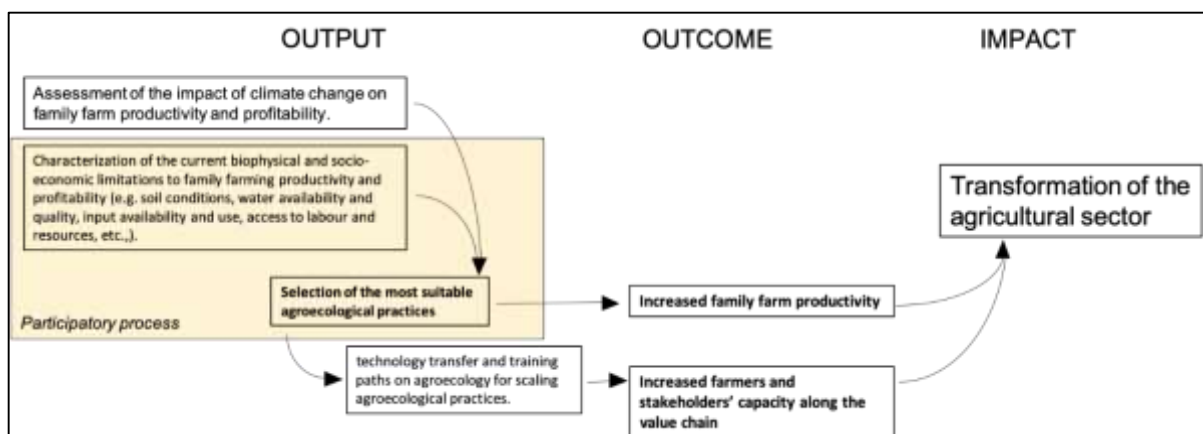 OUTPUT
OUTCOME
IMPACT
Assessment of the impact of climate change on
family farm productivity and profitability.
Characterization of the current biophysical and socio-
economic limitations to family farming productivity and
profitability (e.g. soil conditions, water availability and
quality, input availability and use, access to labour and
resources, etc.,).
Transformation of the
agricultural sector
Selection of the most suitable
agroecological practices
Increased family farm productivity
Participatory process
technology transfer and training
paths on agroecology for scaling
agroecological practices.
Increased farmers and
stakeholders’ capacity along the
value chain